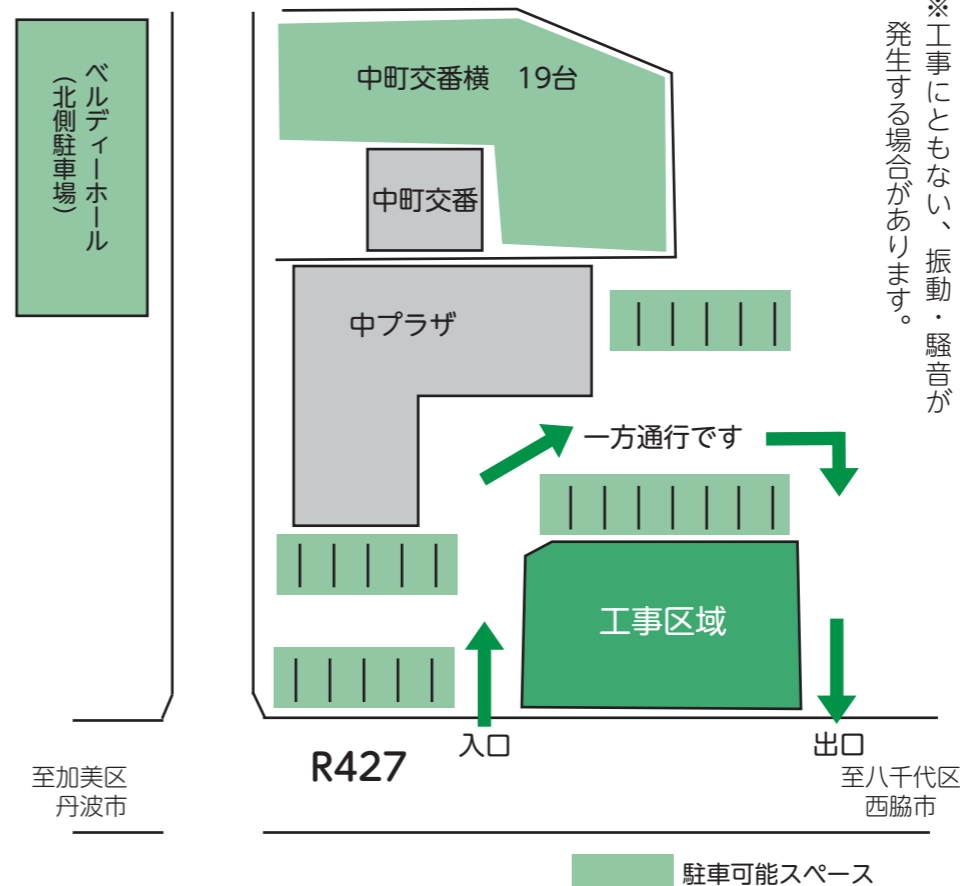 ※工事にともない、振動・騒音が
発生する場合があります。
ベルディーホール
（北側駐車場）
中町交番横　19台
中町交番
中プラザ
一方通行です
工事区域
入口
出口
R427
至加美区
丹波市
至八千代区
西脇市
駐車可能スペース